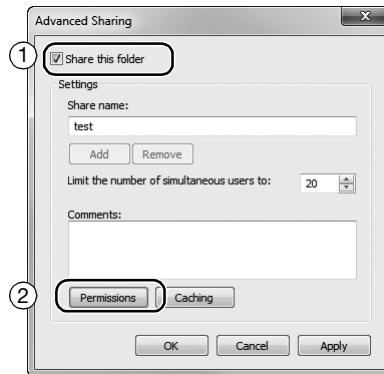 Advanced Sharing
x
1
Share this folder
Settings
Share name:
test
Add Remove
Limit the number of simultaneous users to: 20
Comments:
2
Permissions Caching
OK Cancel Apply